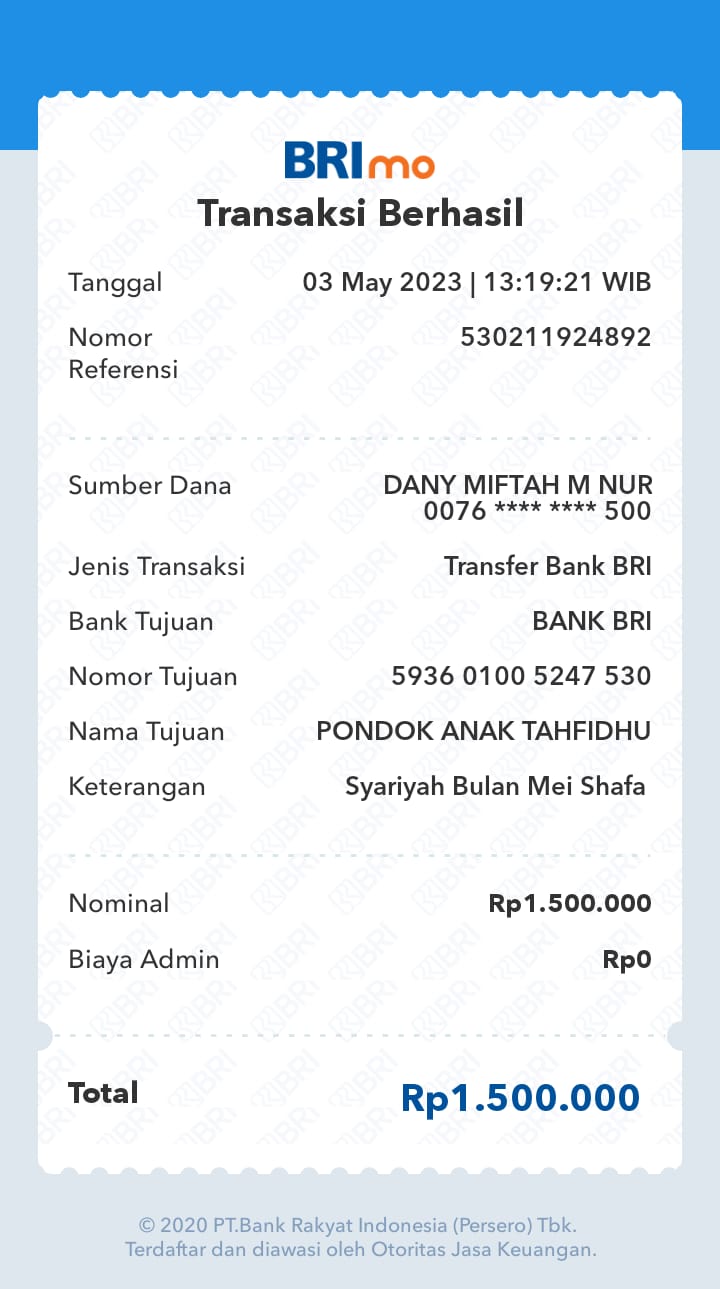 BRImo
Transaksi Berhasil
Tanggal 03 May 2023 | 13:19:21 WIB
Nomor Referensi 530211924892
Sumber Dana DANY MIFTAH M NUR
0076 **** **** 500
Jenis Transaksi Transfer Bank BRI
Bank Tujuan BANK BRI
Nomor Tujuan 5936 0100 5247 530
Nama Tujuan PONDOK ANAK TAHFIDHU
Keterangan Syariyah Bulan Mei Shafa
Nominal Rp1.500.000
Biaya Admin Rp0
Total Rp1.500.000
© 2020 PT.Bank Rakyat Indonesia (Persero) Tbk.
Terdaftar dan diawasi oleh Otoritas Jasa Keuangan.